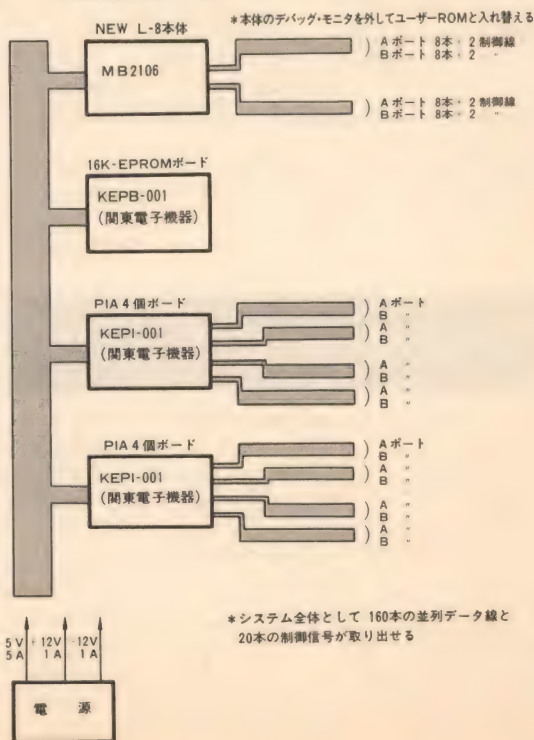 *本体のデバッグ・モニタを外してユーザーROMと入れ替える
NEW L-8本体
MB2106
) Aポート 8本・2制御線
Bポート 8本・2 〃
) Aポート 8本・2制御線
Bポート 8本・2 〃
16K-EPROMボード
KEPB-001
(関東電子機器)
PIA4個ボード
KEPI-001
(関東電子機器)
) Aポート
B 〃
) A 〃
B 〃
) A 〃
B 〃
) A 〃
B 〃
PIA4個ボード
KEPI-001
(関東電子機器)
) Aポート
B 〃
) A 〃
B 〃
) A 〃
B 〃
) A 〃
B 〃
*システム全体として 160本の並列データ線と
20本の制御信号が取り出せる
5V +12V -12V
5A 1A 1A
電 源